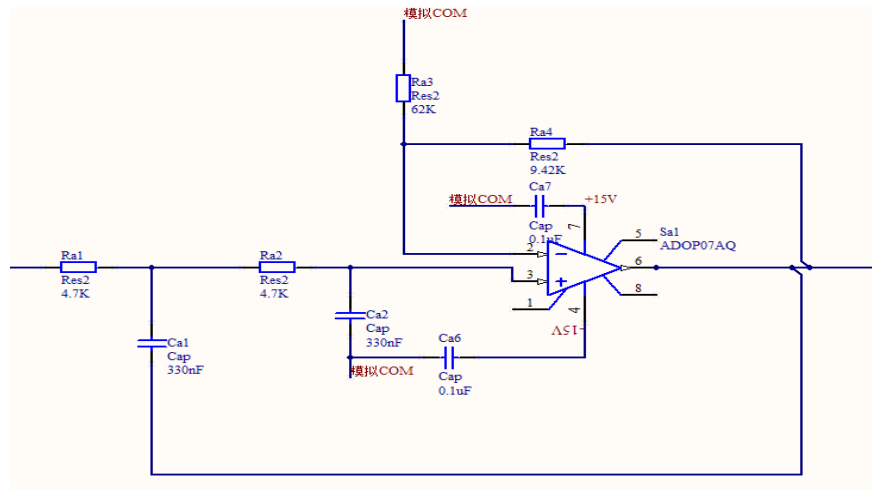 模拟COM
Ra3
Res2
62K
Ra4
Res2
9.42K
Ca7
模拟COM
+15V
Cap
0.1uF
7
5
Sa1
ADOP07AQ
2
6
3
8
1
4
-15V
Ra1
Res2
4.7K
Ra2
Res2
4.7K
Ca1
Cap
330nF
Ca2
Cap
330nF
Ca6
模拟COM
Cap
0.1uF